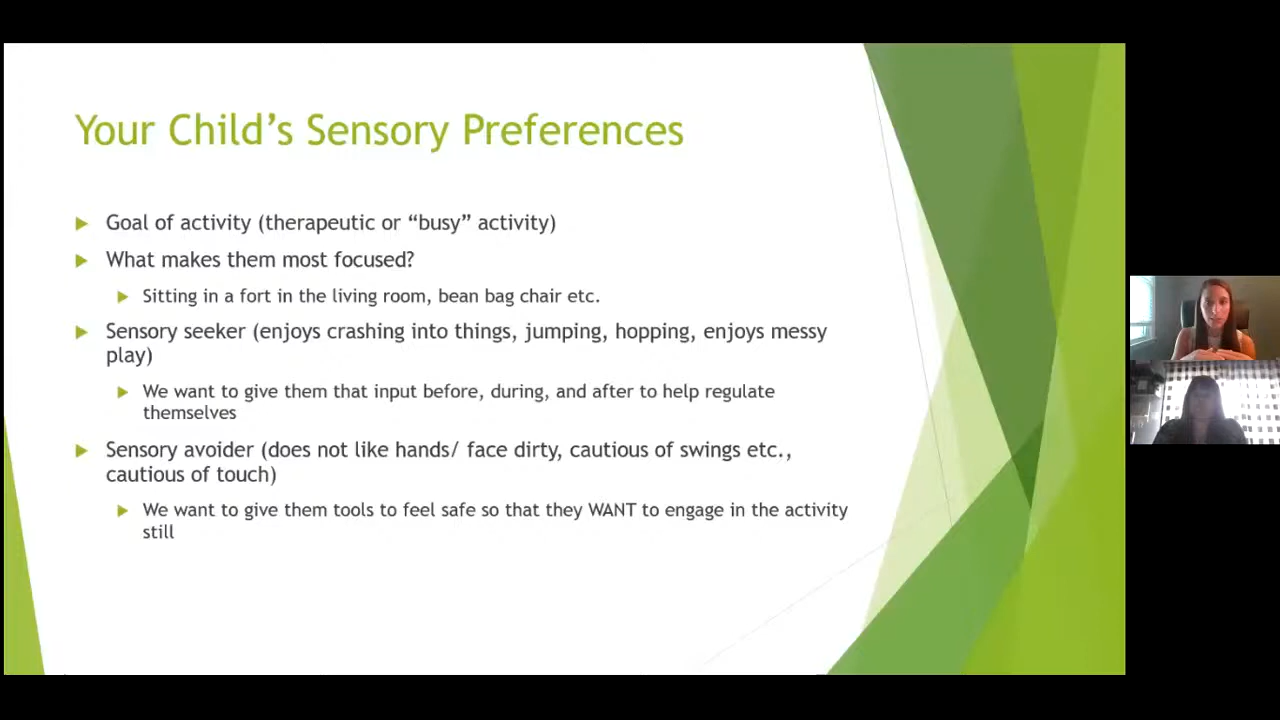 Your Child’s Sensory Preferences
Goal of activity (therapeutic or “busy” activity)
What makes them most focused?
Sitting in a fort in the living room, bean bag chair etc.
Sensory seeker (enjoys crashing into things, jumping, hopping, enjoys messy
play)
We want to give them that input before, during, and after to help regulate
themselves
Sensory avoider (does not like hands/ face dirty, cautious of swings etc.,
cautious of touch)
We want to give them tools to feel safe so that they WANT to engage in the activity
still